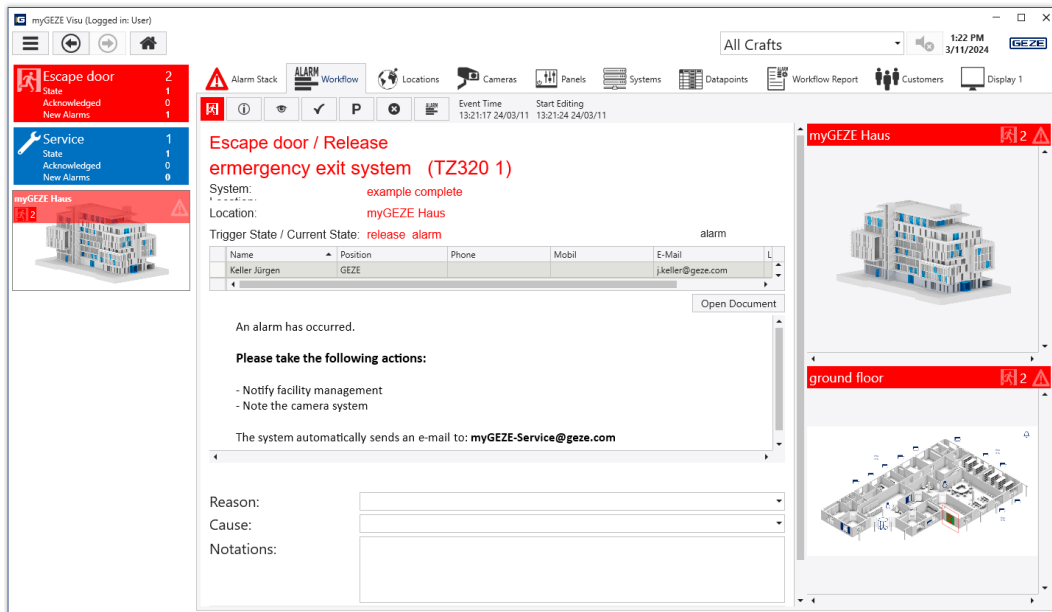 myGEZE Visu (Logged in: User)
All Crafts
1:22 PM
3/11/2024
GEZE
Escape door 2
State 1
Acknowledged 0
New Alarms 1
Service 1
State 1
Acknowledged 0
New Alarms 0
myGEZE Haus
2
Alarm Stack
ALARM Workflow
Locations
Cameras
Panels
Systems
Datapoints
Workflow Report
Customers
Display 1
P
Event Time Start Editing
13:21:17 24/03/11 13:21:24 24/03/11
Escape door / Release
ermergency exit system (TZ320 1)
System: example complete
Location: myGEZE Haus
Trigger State / Current State: release alarm alarm
Name Position Phone Mobil E-Mail L
Keller Jürgen GEZE j.keller@geze.com
Open Document
An alarm has occurred.
Please take the following actions:
- Notify facility management
- Note the camera system
The system automatically sends an e-mail to: myGEZE-Service@geze.com
Reason:
Cause:
Notations:
myGEZE Haus 2
ground floor 2